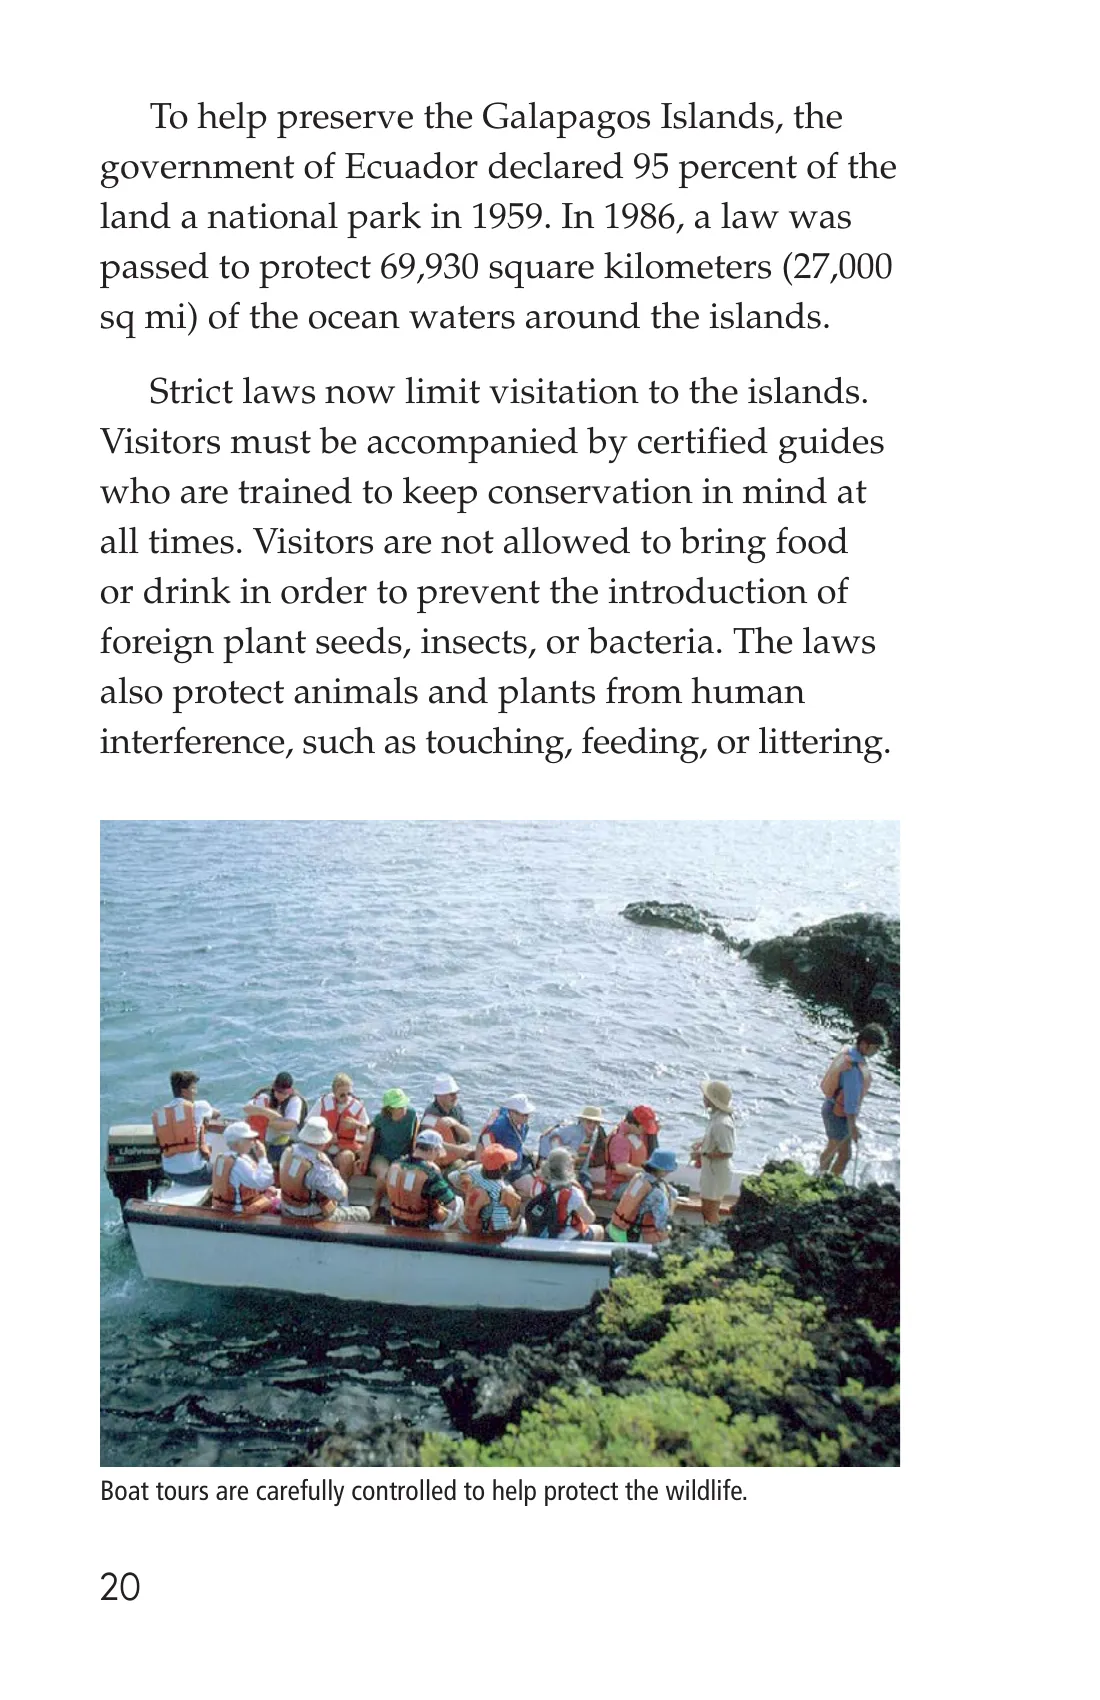 To help preserve the Galapagos Islands, the
government of Ecuador declared 95 percent of the
land a national park in 1959. In 1986, a law was
passed to protect 69,930 square kilometers (27,000
sq mi) of the ocean waters around the islands.
Strict laws now limit visitation to the islands.
Visitors must be accompanied by certified guides
who are trained to keep conservation in mind at
all times. Visitors are not allowed to bring food
or drink in order to prevent the introduction of
foreign plant seeds, insects, or bacteria. The laws
also protect animals and plants from human
interference, such as touching, feeding, or littering.
Boat tours are carefully controlled to help protect the wildlife.
20